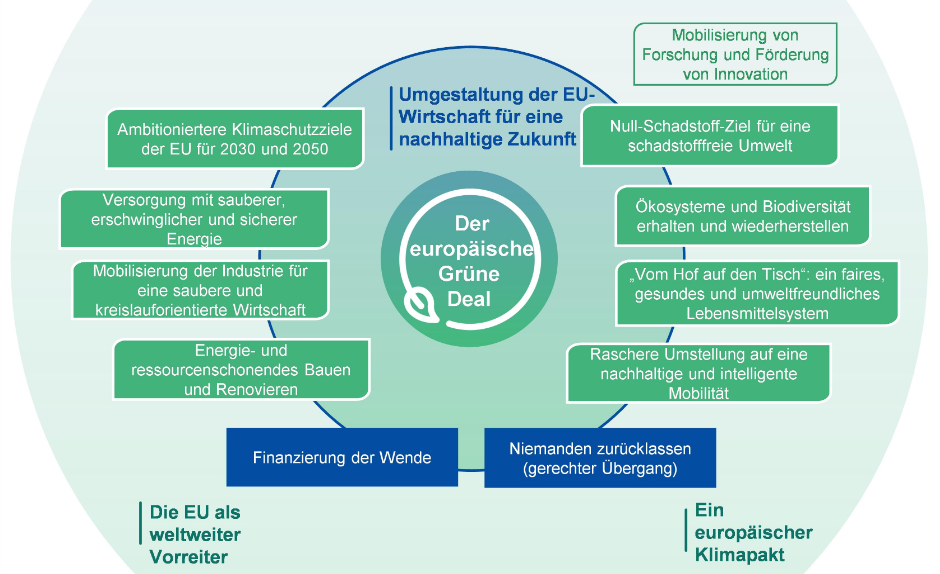 Mobilisierung von
Forschung und Förderung
von Innovation
Umgestaltung der EU-
Wirtschaft für eine
nachhaltige Zukunft
Ambitioniertere Klimaschutzziele
der EU für 2030 und 2050
Null-Schadstoff-Ziel für eine
schadstofffreie Umwelt
Versorgung mit sauberer,
erschwinglicher und sicherer
Energie
Ökosysteme und Biodiversität
erhalten und wiederherstellen
Der
europäische
Grüne
Deal
Mobilisierung der Industrie für
eine saubere und
kreislauforientierte Wirtschaft
„Vom Hof auf den Tisch“: ein faires,
gesundes und umweltfreundliches
Lebensmittelsystem
Energie- und
ressourcenschonendes Bauen
und Renovieren
Raschere Umstellung auf eine
nachhaltige und intelligente
Mobilität
Finanzierung der Wende
Niemanden zurücklassen
(gerechter Übergang)
Die EU als
weltweiter
Vorreiter
Ein
europäischer
Klimapakt